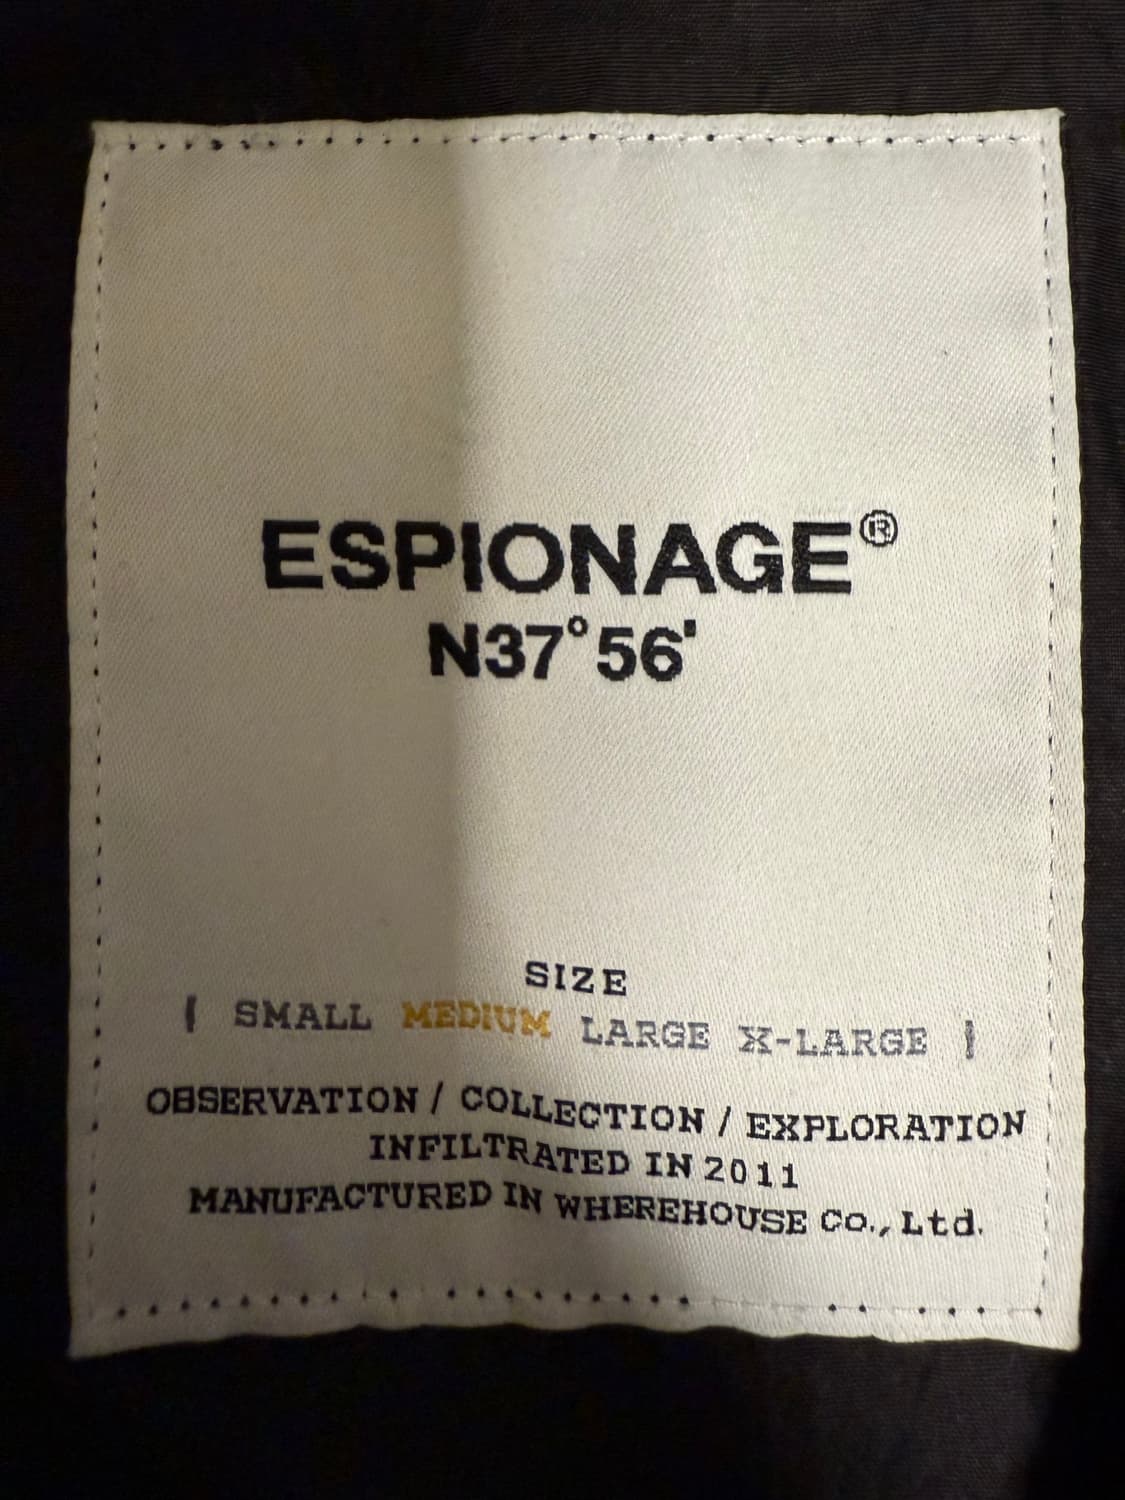 ESPIONAGE®
N37°56'
SIZE
( SMALL MEDIUM LARGE X-LARGE )
OBSERVATION / COLLECTION / EXPLORATION
INFILTRATED IN 2011
MANUFACTURED IN WHEREHOUSE CO., Ltd.